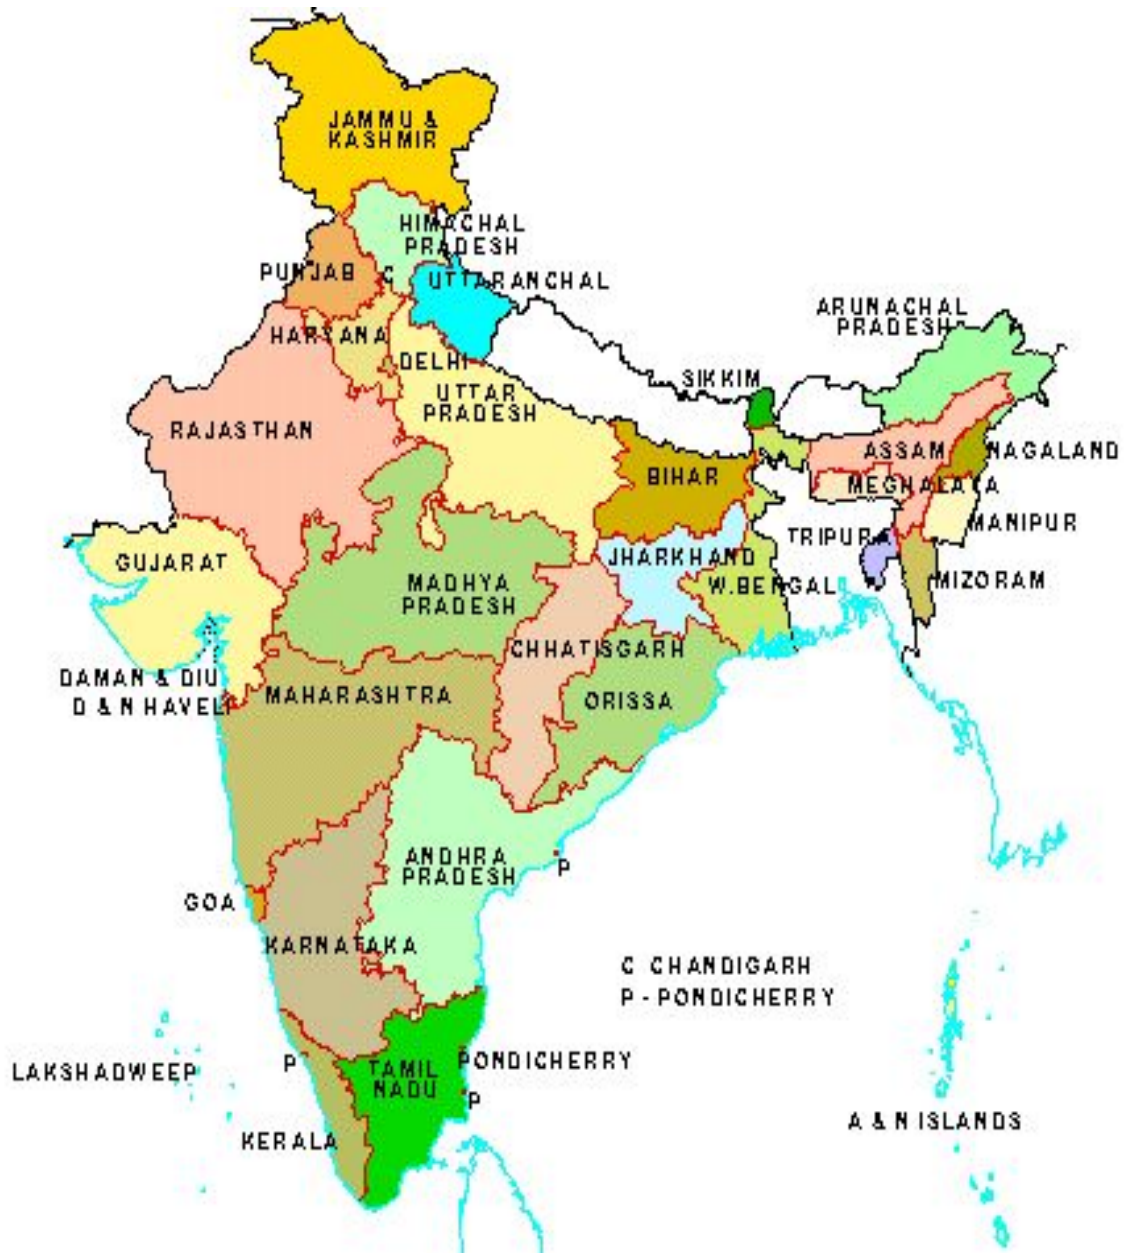 JAMMU &
KASHMIR
HIMACHAL
PRADESH
PUNJAB
C
UTTARANCHAL
ARUNACHAL
PRADESH
HARYANA
DELHI
SIKKIM
UTTAR
PRADESH
RAJASTHAN
ASSAM
NAGALAND
BIHAR
MEGHALAYA
MANIPUR
TRIPURA
GUJARAT
JHARKHAND
MADHYA
PRADESH
W.BENGAL
MIZORAM
CHHATISGARH
DAMAN & DIU
D & N HAVELI
MAHARASHTRA
ORISSA
ANDHRA
PRADESH
P
GOA
KARNATAKA
C CHANDIGARH
P - PONDICHERRY
P
PONDICHERRY
LAKSHADWEEP
TAMIL
NADU
P
A & N ISLANDS
KERALA